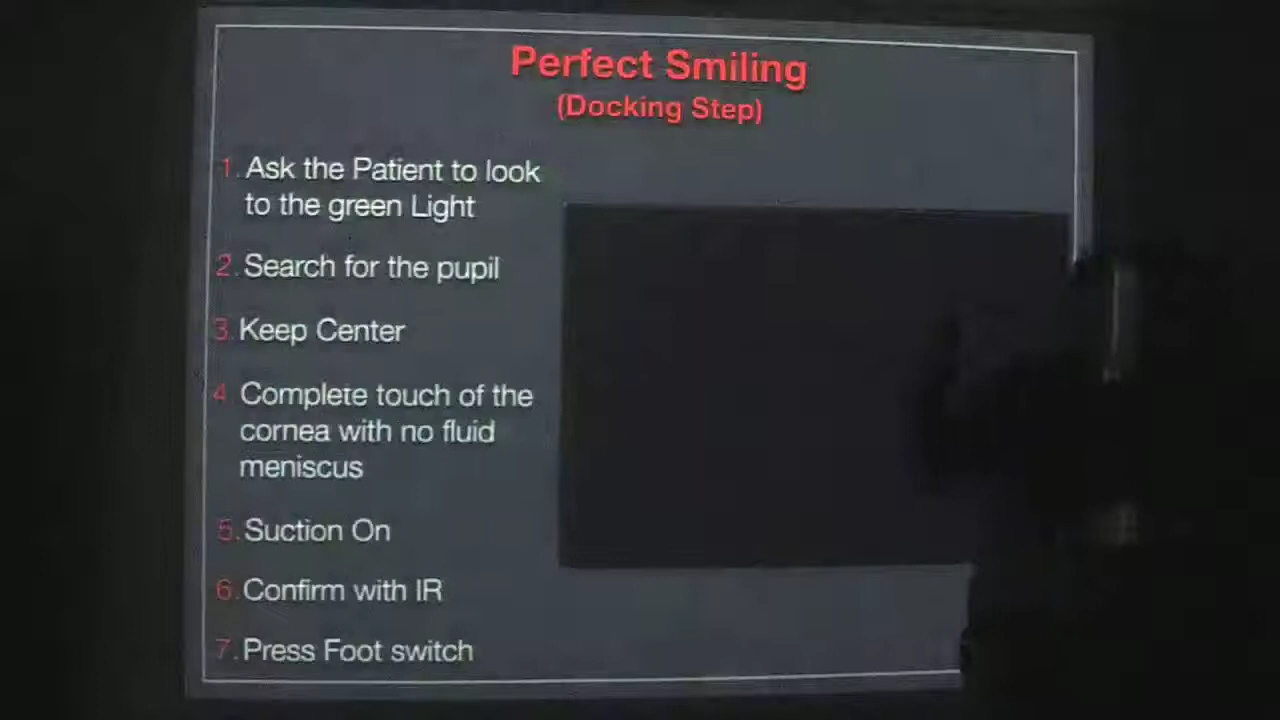 Perfect Smiling
(Docking Step)
1. Ask the Patient to look
to the green Light
2. Search for the pupil
3. Keep Center
4. Complete touch of the
cornea with no fluid
meniscus
5. Suction On
6. Confirm with IR
7. Press Foot switch